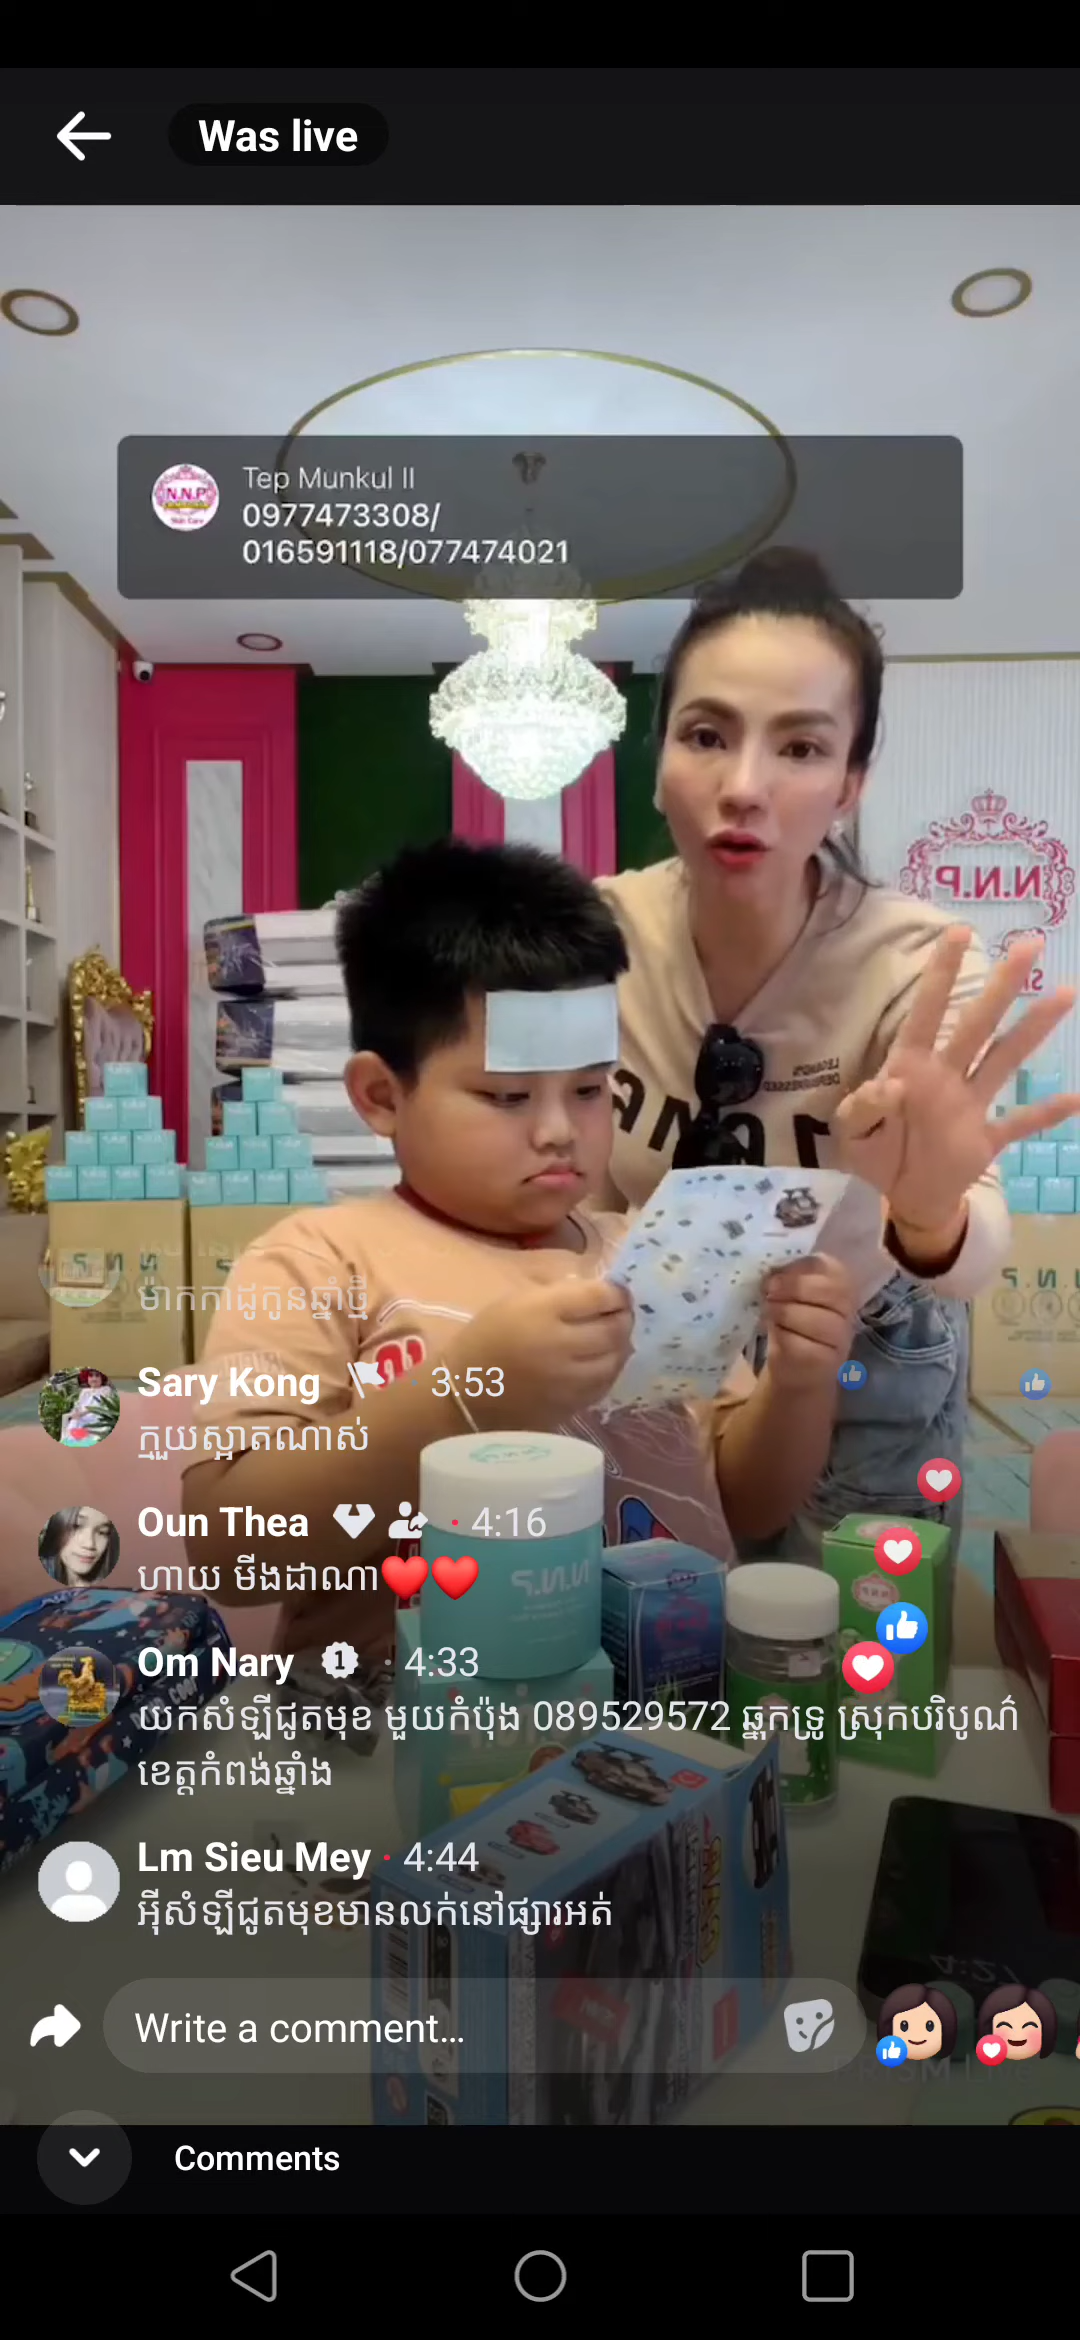 Was live
Tep Munkul II
0977473308/
016591118/077474021
N.N.P
N.N.P
ម៉ាកកាដូកូនឆ្នាំថ្មី
Sary Kong 3:53
ក្មួយស្អាតណាស់
Oun Thea · 4:16
ហាយ មីងដាណា❤️❤️
N.N.P
Om Nary 1 · 4:33
យកសំឡីជូតមុខ មួយកំប៉ុង 089529572 ឆ្នុកទ្រូ ស្រុកបរិបូណ៌
ខេត្តកំពង់ឆ្នាំង
Lm Sieu Mey · 4:44
អ៊ីសំឡីជូតមុខមានលក់នៅផ្សារអត់
Write a comment...
Comments